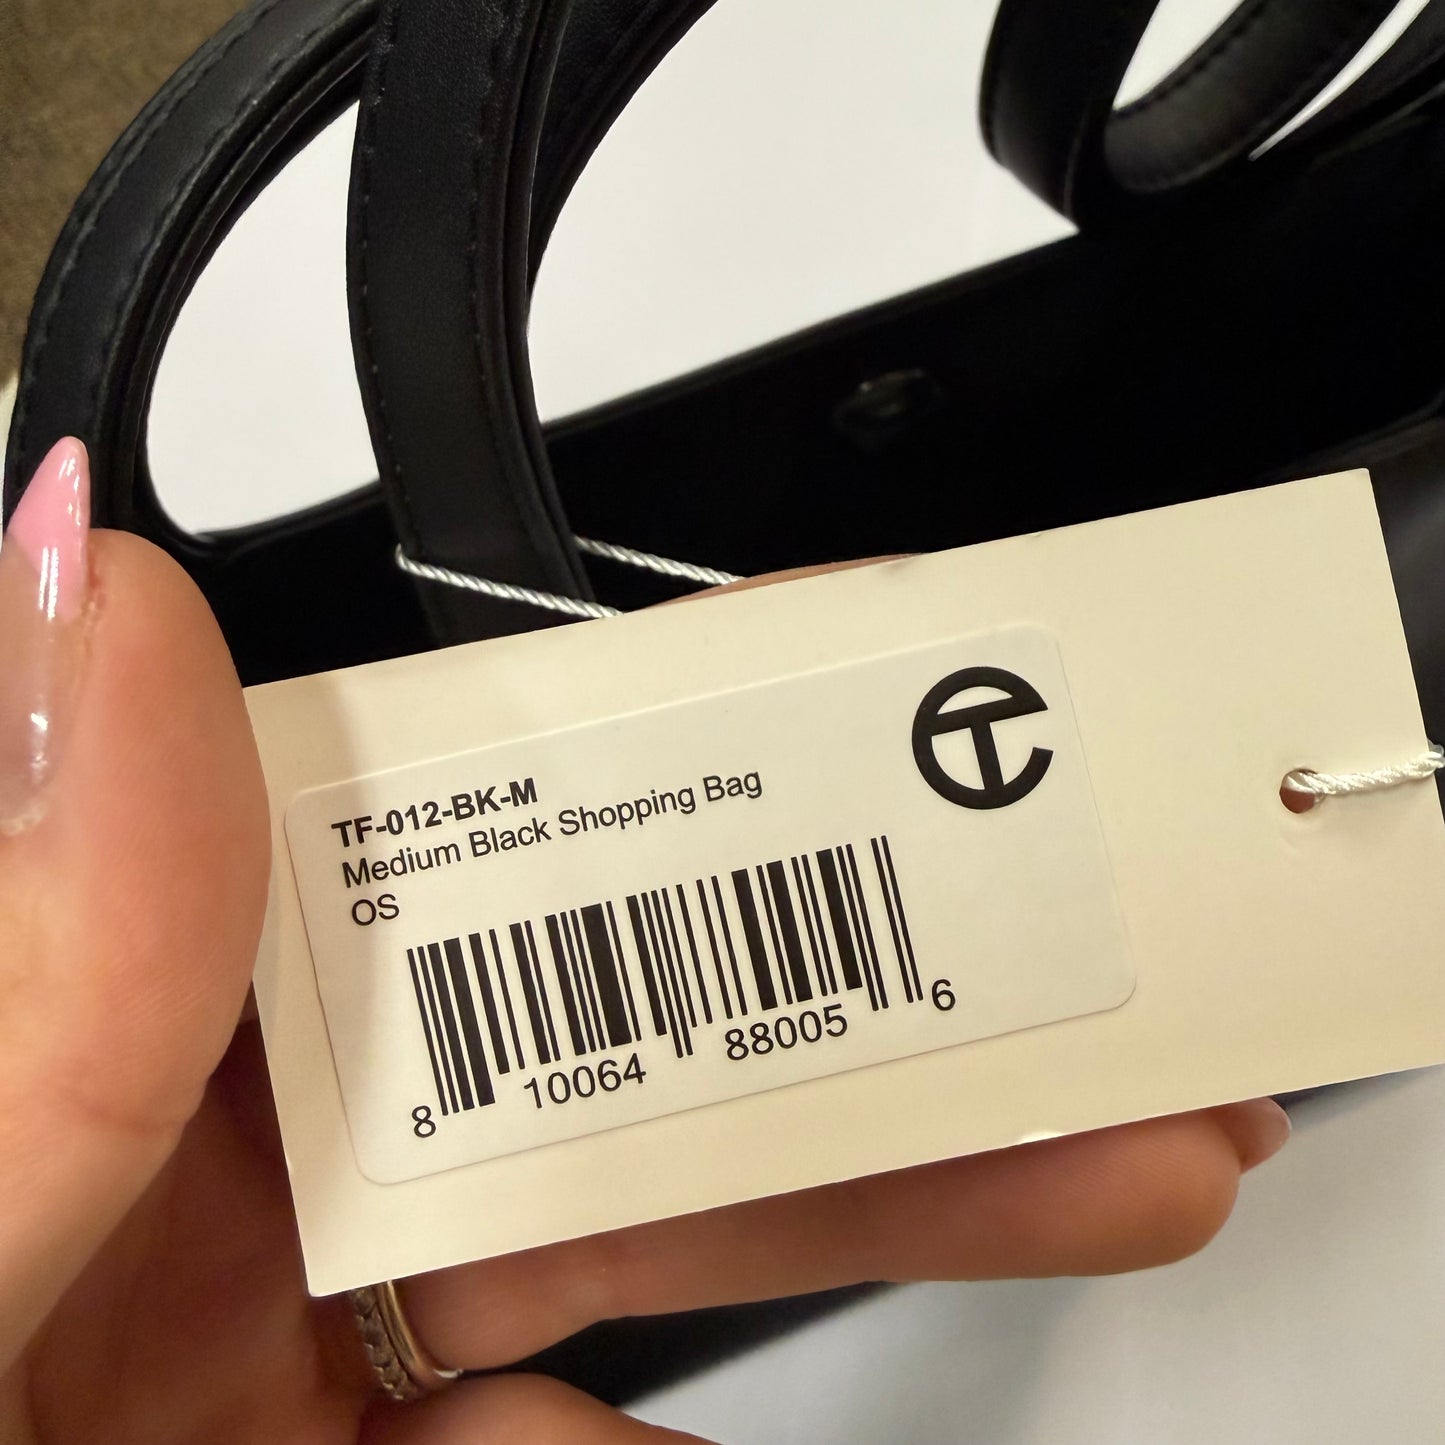 TF-012-BK-M
Medium Black Shopping Bag
OS
8 10064 88005 6